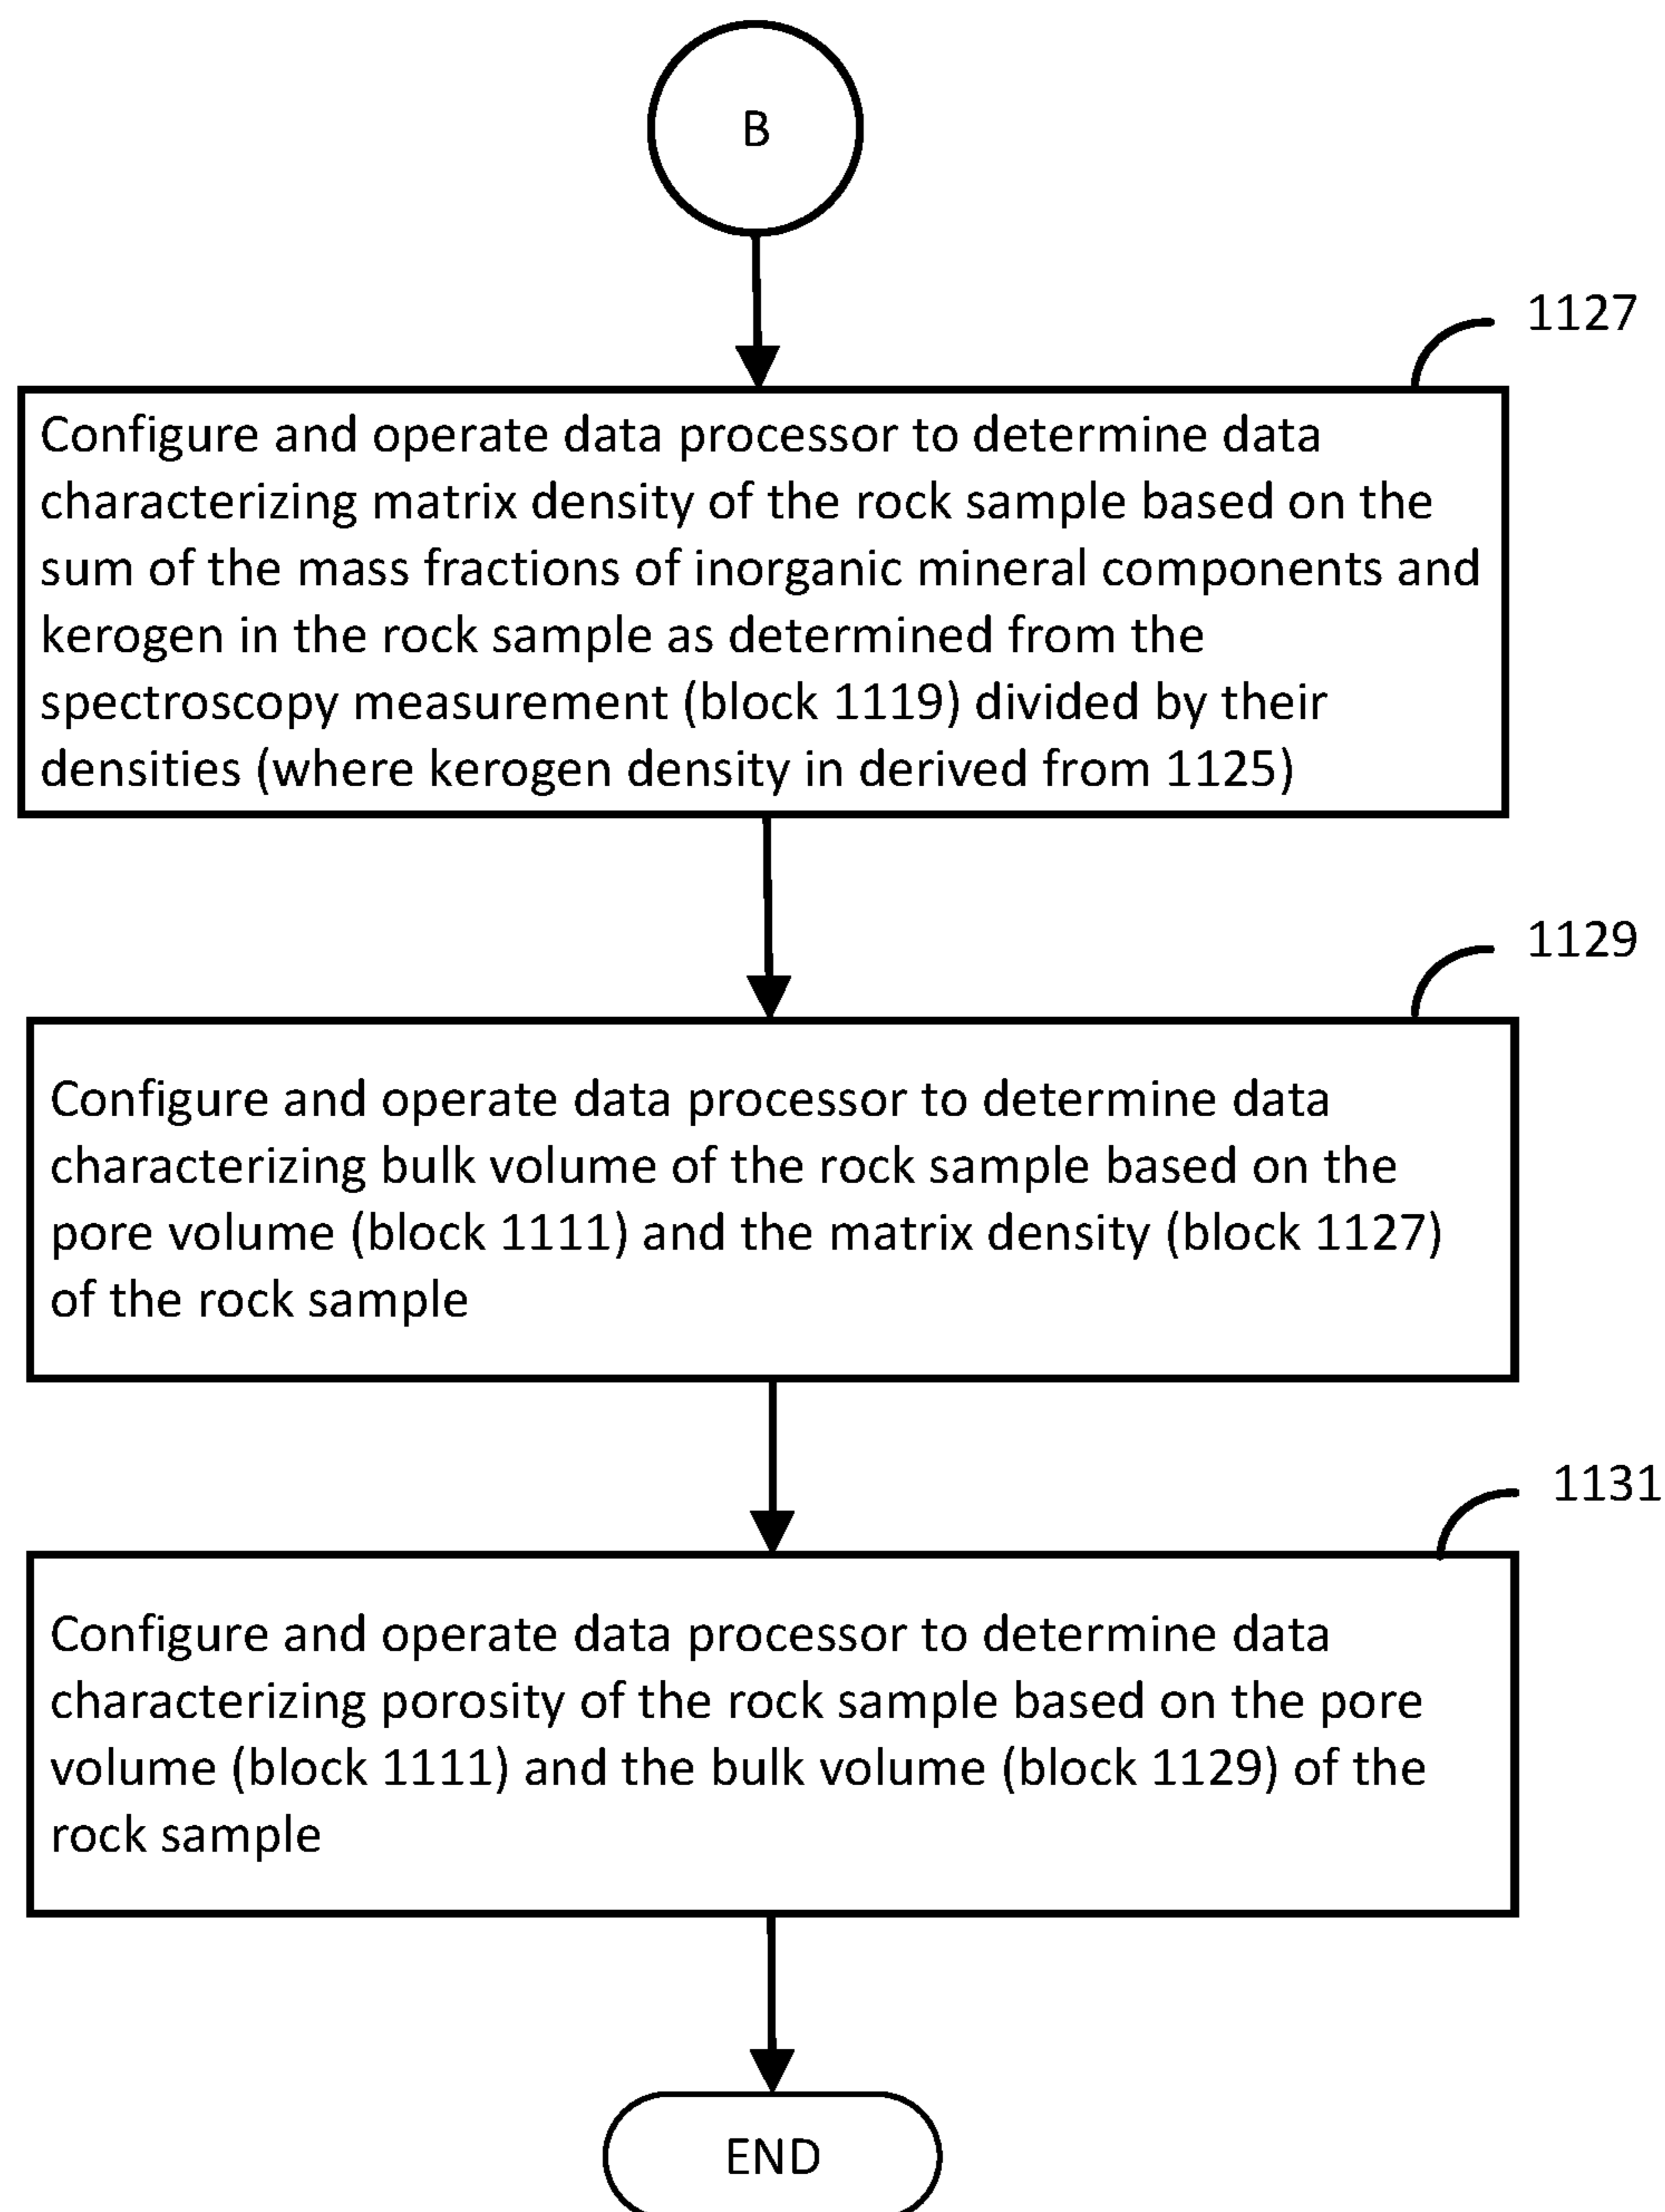 B
1127
Configure and operate data processor to determine data
characterizing matrix density of the rock sample based on the
sum of the mass fractions of inorganic mineral components and
kerogen in the rock sample as determined from the
spectroscopy measurement (block 1119) divided by their
densities (where kerogen density in derived from 1125)
1129
Configure and operate data processor to determine data
characterizing bulk volume of the rock sample based on the
pore volume (block 1111) and the matrix density (block 1127)
of the rock sample
1131
Configure and operate data processor to determine data
characterizing porosity of the rock sample based on the pore
volume (block 1111) and the bulk volume (block 1129) of the
rock sample
END